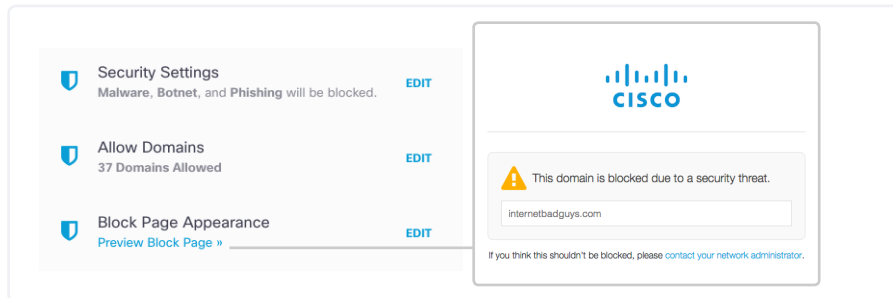 Security Settings
Malware, Botnet, and Phishing will be blocked.
EDIT
Allow Domains
37 Domains Allowed
EDIT
Block Page Appearance
Preview Block Page »
EDIT
CISCO
This domain is blocked due to a security threat.
internetbadguys.com
If you think this shouldn't be blocked, please contact your network administrator.